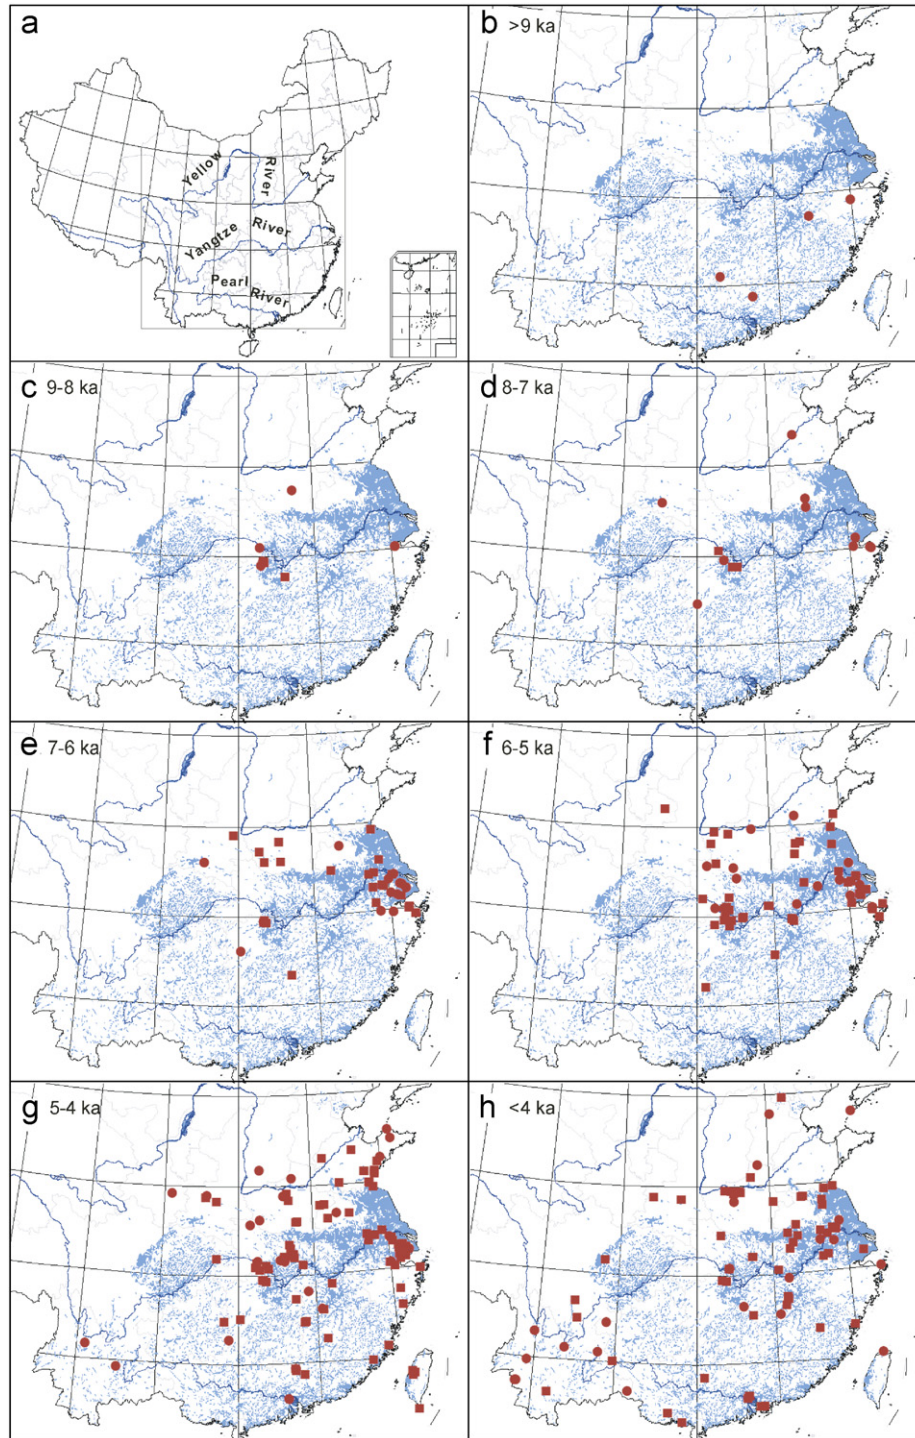 a
Yellow
River
Yangtze
River
Pearl
River
b >9 ka
c 9-8 ka
d 8-7 ka
e 7-6 ka
f 6-5 ka
g 5-4 ka
h <4 ka